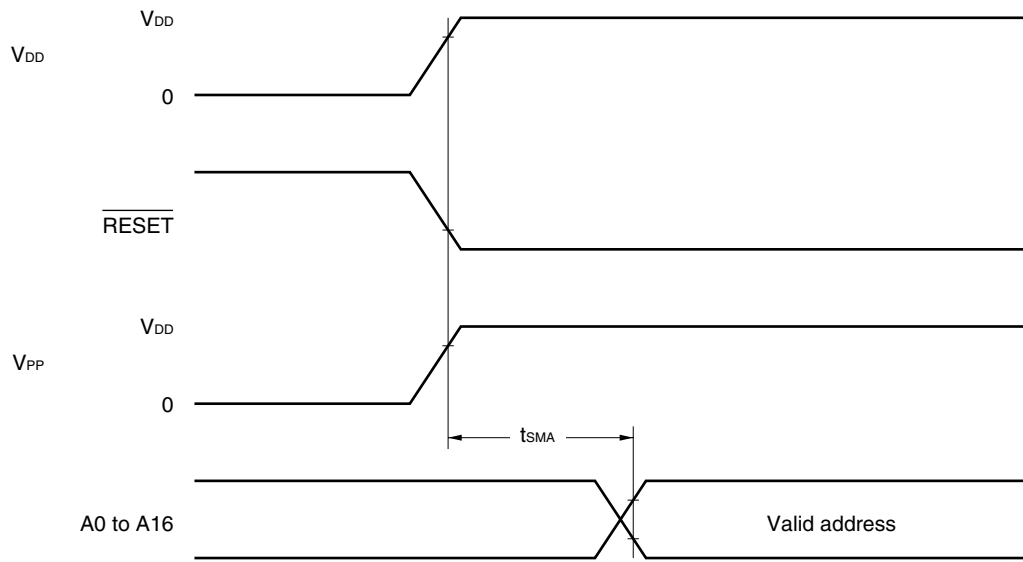 VDD
VDD
0
RESET
VDD
VPP
0
tSMA
A0 to A16
Valid address